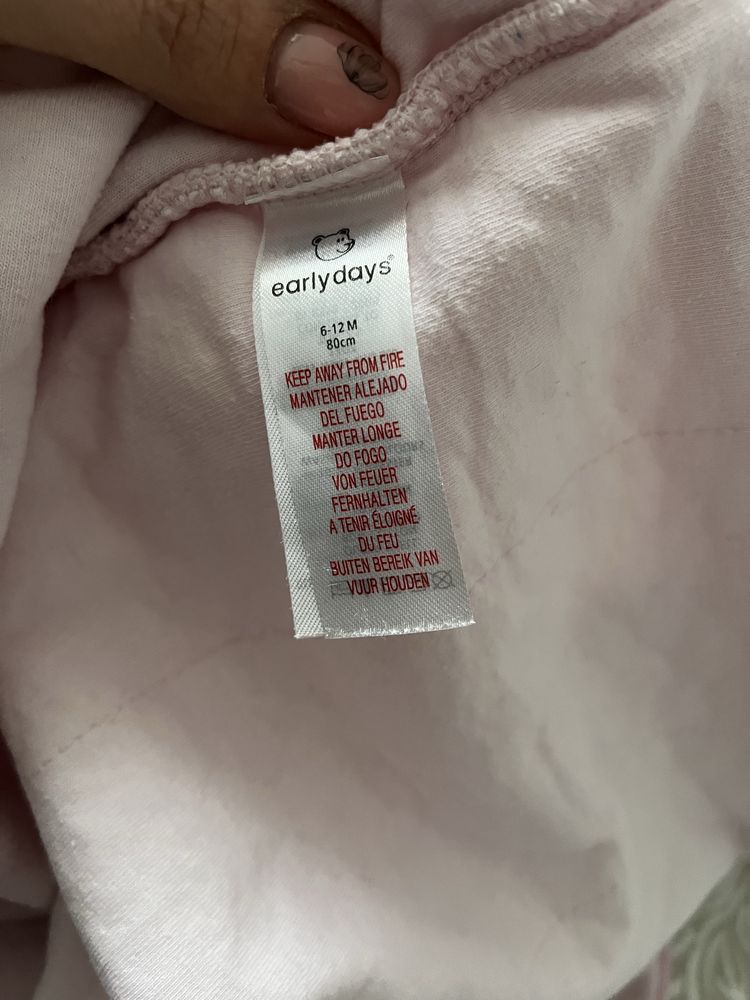 earlydays®
6-12 M
80cm
KEEP AWAY FROM FIRE
MANTENER ALEJADO
DEL FUEGO
MANTER LONGE
DO FOGO
VON FEUER
FERNHALTEN
A TENIR ÉLOIGNÉ
DU FEU
BUITEN BEREIK VAN
VUUR HOUDEN